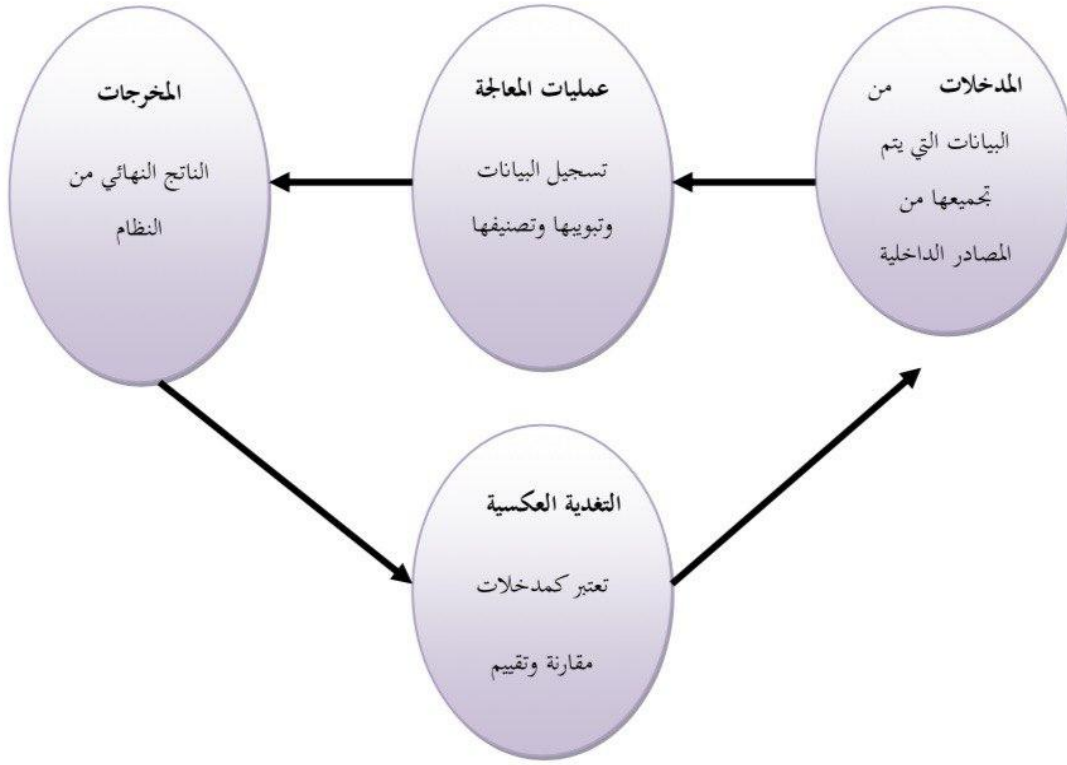 المدخلات من
البيانات التي يتم
تجميعها من
المصادر الداخلية
عمليات المعالجة
تسجيل البيانات
وتبويبها وتصنيفها
المخرجات
الناتج النهائي من
النظام
التغدية العكسية
تعتبر كمدخلات
مقارنة وتقييم